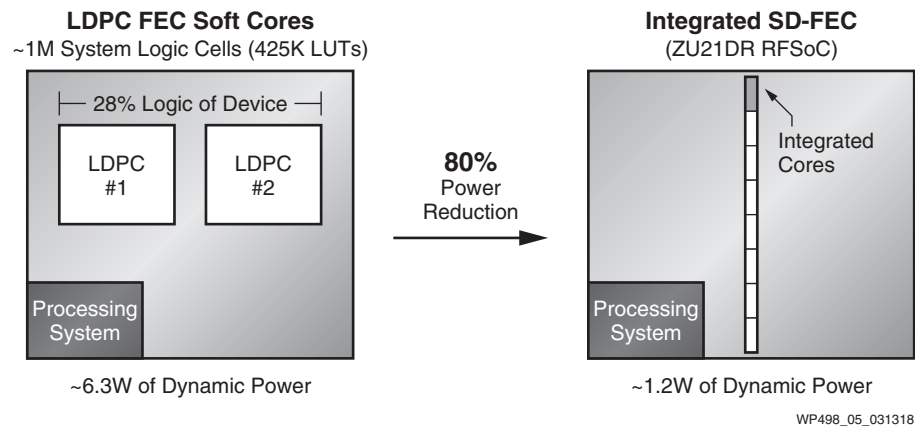 LDPC FEC Soft Cores
~1M System Logic Cells (425K LUTs)
28% Logic of Device
LDPC
#1
LDPC
#2
Processing
System
~6.3W of Dynamic Power
80%
Power
Reduction
Integrated SD-FEC
(ZU21DR RFSoC)
Integrated
Cores
Processing
System
~1.2W of Dynamic Power
WP498_05_031318